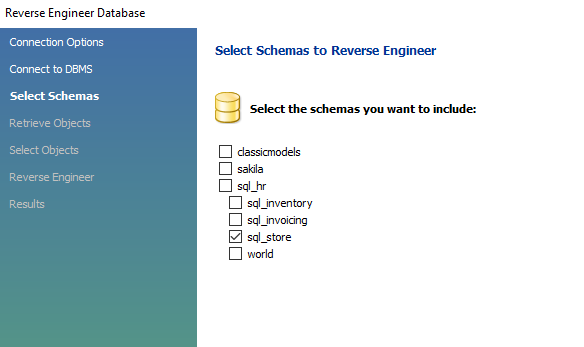 Reverse Engineer Database
Connection Options
Connect to DBMS
Select Schemas
Retrieve Objects
Select Objects
Reverse Engineer
Results
Select Schemas to Reverse Engineer
Select the schemas you want to include:
classicmodels
sakila
sql_hr
sql_inventory
sql_invoicing
sql_store
world